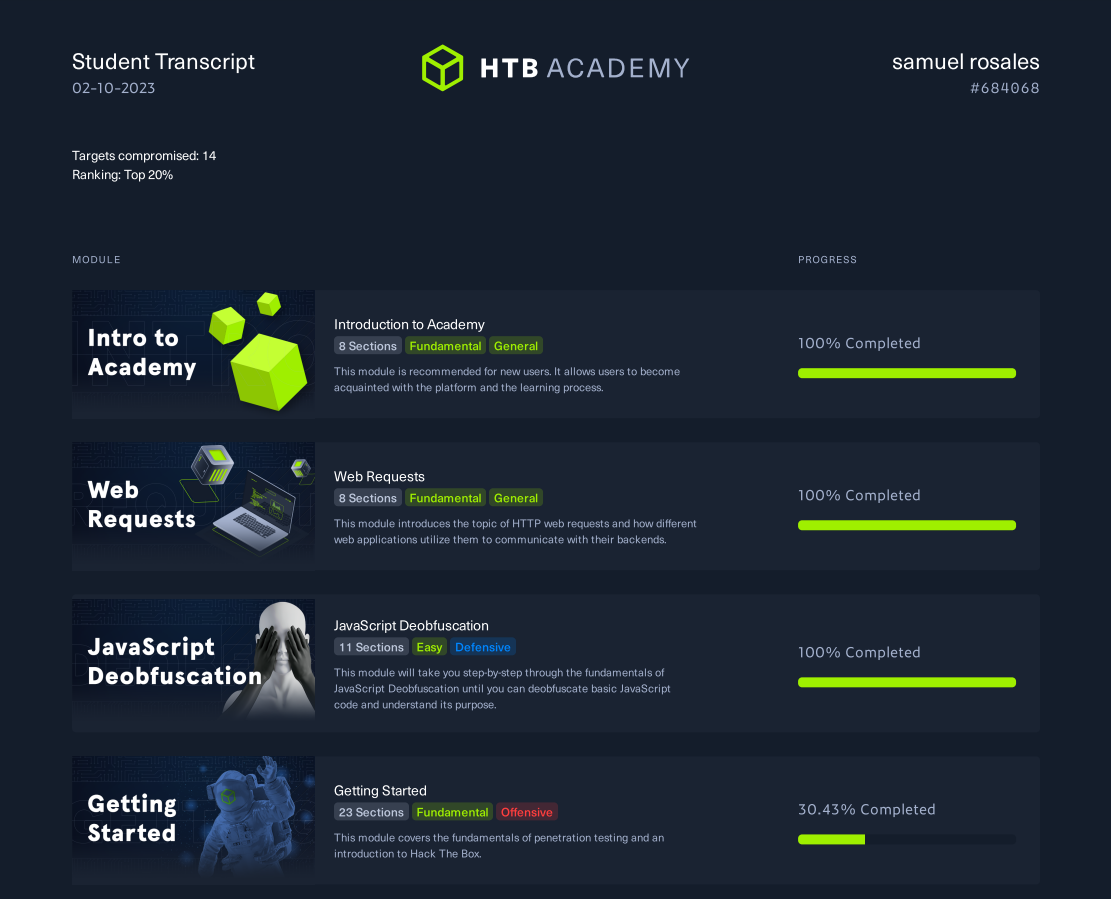 Student Transcript
02-10-2023
HTB ACADEMY
samuel rosales
#684068
Targets compromised: 14
Ranking: Top 20%
MODULE
PROGRESS
Intro to
Academy
Introduction to Academy
8 Sections Fundamental General
This module is recommended for new users. It allows users to become
acquainted with the platform and the learning process.
100% Completed
Web
Requests
Web Requests
8 Sections Fundamental General
This module introduces the topic of HTTP web requests and how different
web applications utilize them to communicate with their backends.
100% Completed
JavaScript
Deobfuscation
JavaScript Deobfuscation
11 Sections Easy Defensive
This module will take you step-by-step through the fundamentals of
JavaScript Deobfuscation until you can deobfuscate basic JavaScript
code and understand its purpose.
100% Completed
Getting
Started
Getting Started
23 Sections Fundamental Offensive
This module covers the fundamentals of penetration testing and an
introduction to Hack The Box.
30.43% Completed